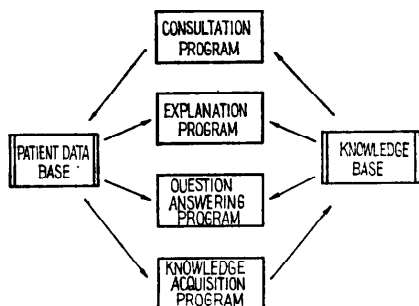 CONSULTATION
PROGRAM
EXPLANATION
PROGRAM
PATIENT DATA
BASE
KNOWLEDGE
BASE
QUESTION
ANSWERING
PROGRAM
KNOWLEDGE
ACQUISITION
PROGRAM